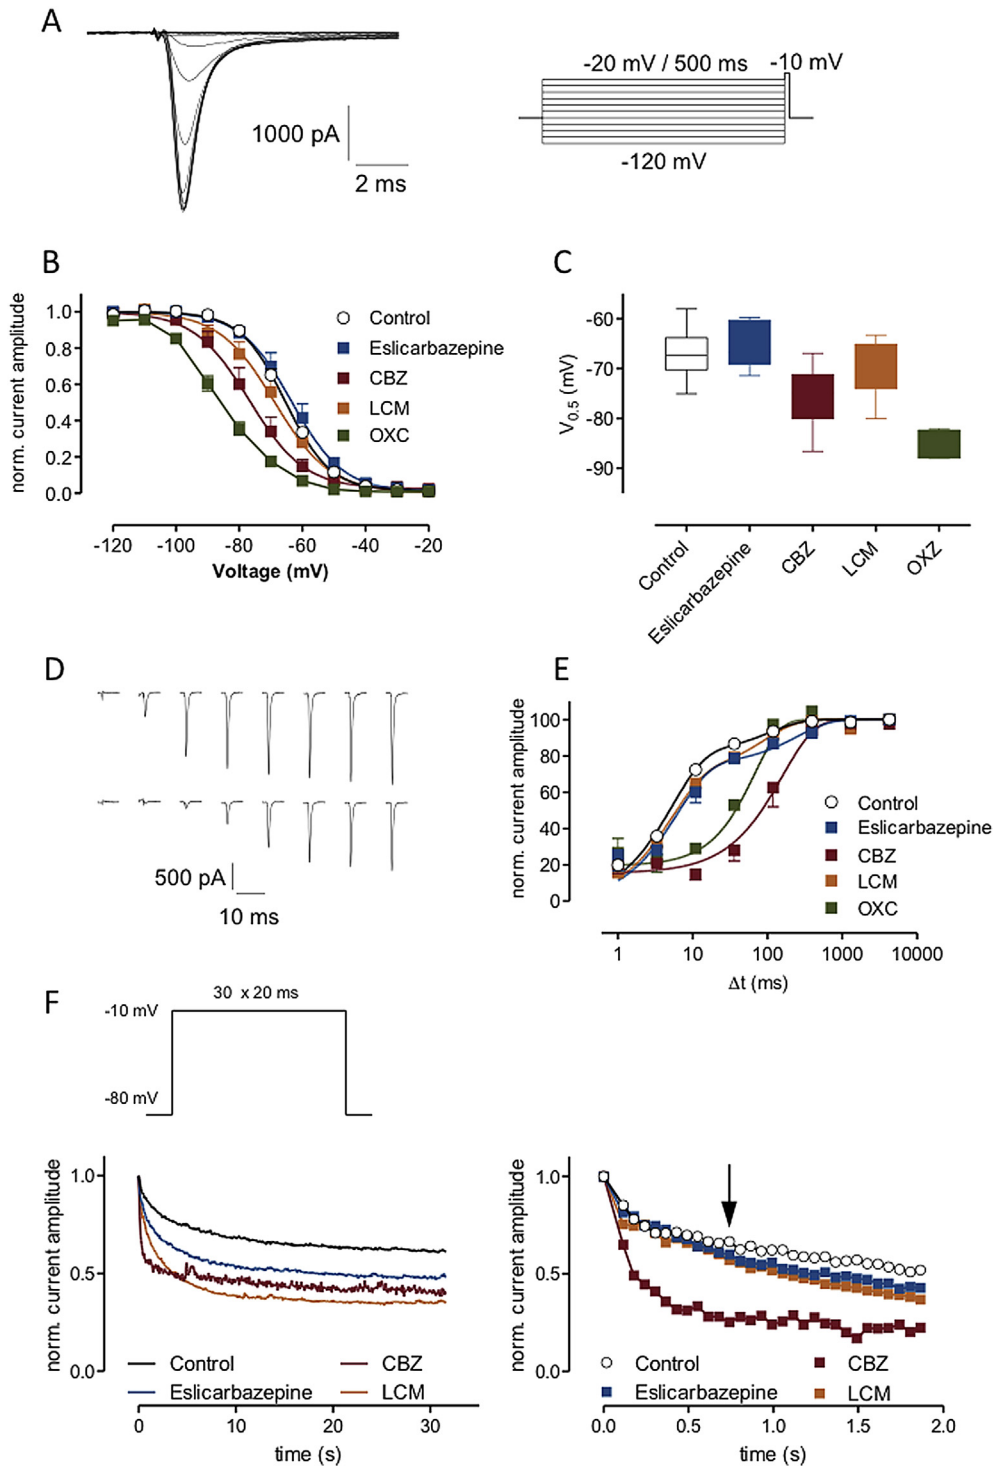 A
1000 pA
2 ms
-20 mV / 500 ms
-10 mV
-120 mV
B
norm. current amplitude
1.0
0.8
0.6
0.4
0.2
0.0
Control
Eslicarbazepine
CBZ
LCM
OXC
-120 -100 -80 -60 -40 -20
Voltage (mV)
C
V0.5 (mV)
-60
-70
-80
-90
Control
Eslicarbazepine
CBZ
LCM
OXZ
D
500 pA
10 ms
E
norm. current amplitude
100
80
60
40
20
0
Control
Eslicarbazepine
CBZ
LCM
OXC
1 10 100 1000 10000
Δt (ms)
F
30 x 20 ms
-10 mV
-80 mV
norm. current amplitude
1.0
0.5
0.0
Control
CBZ
Eslicarbazepine
LCM
0 10 20 30
time (s)
norm. current amplitude
1.0
0.5
0.0
Control
CBZ
Eslicarbazepine
LCM
0.0 0.5 1.0 1.5 2.0
time (s)